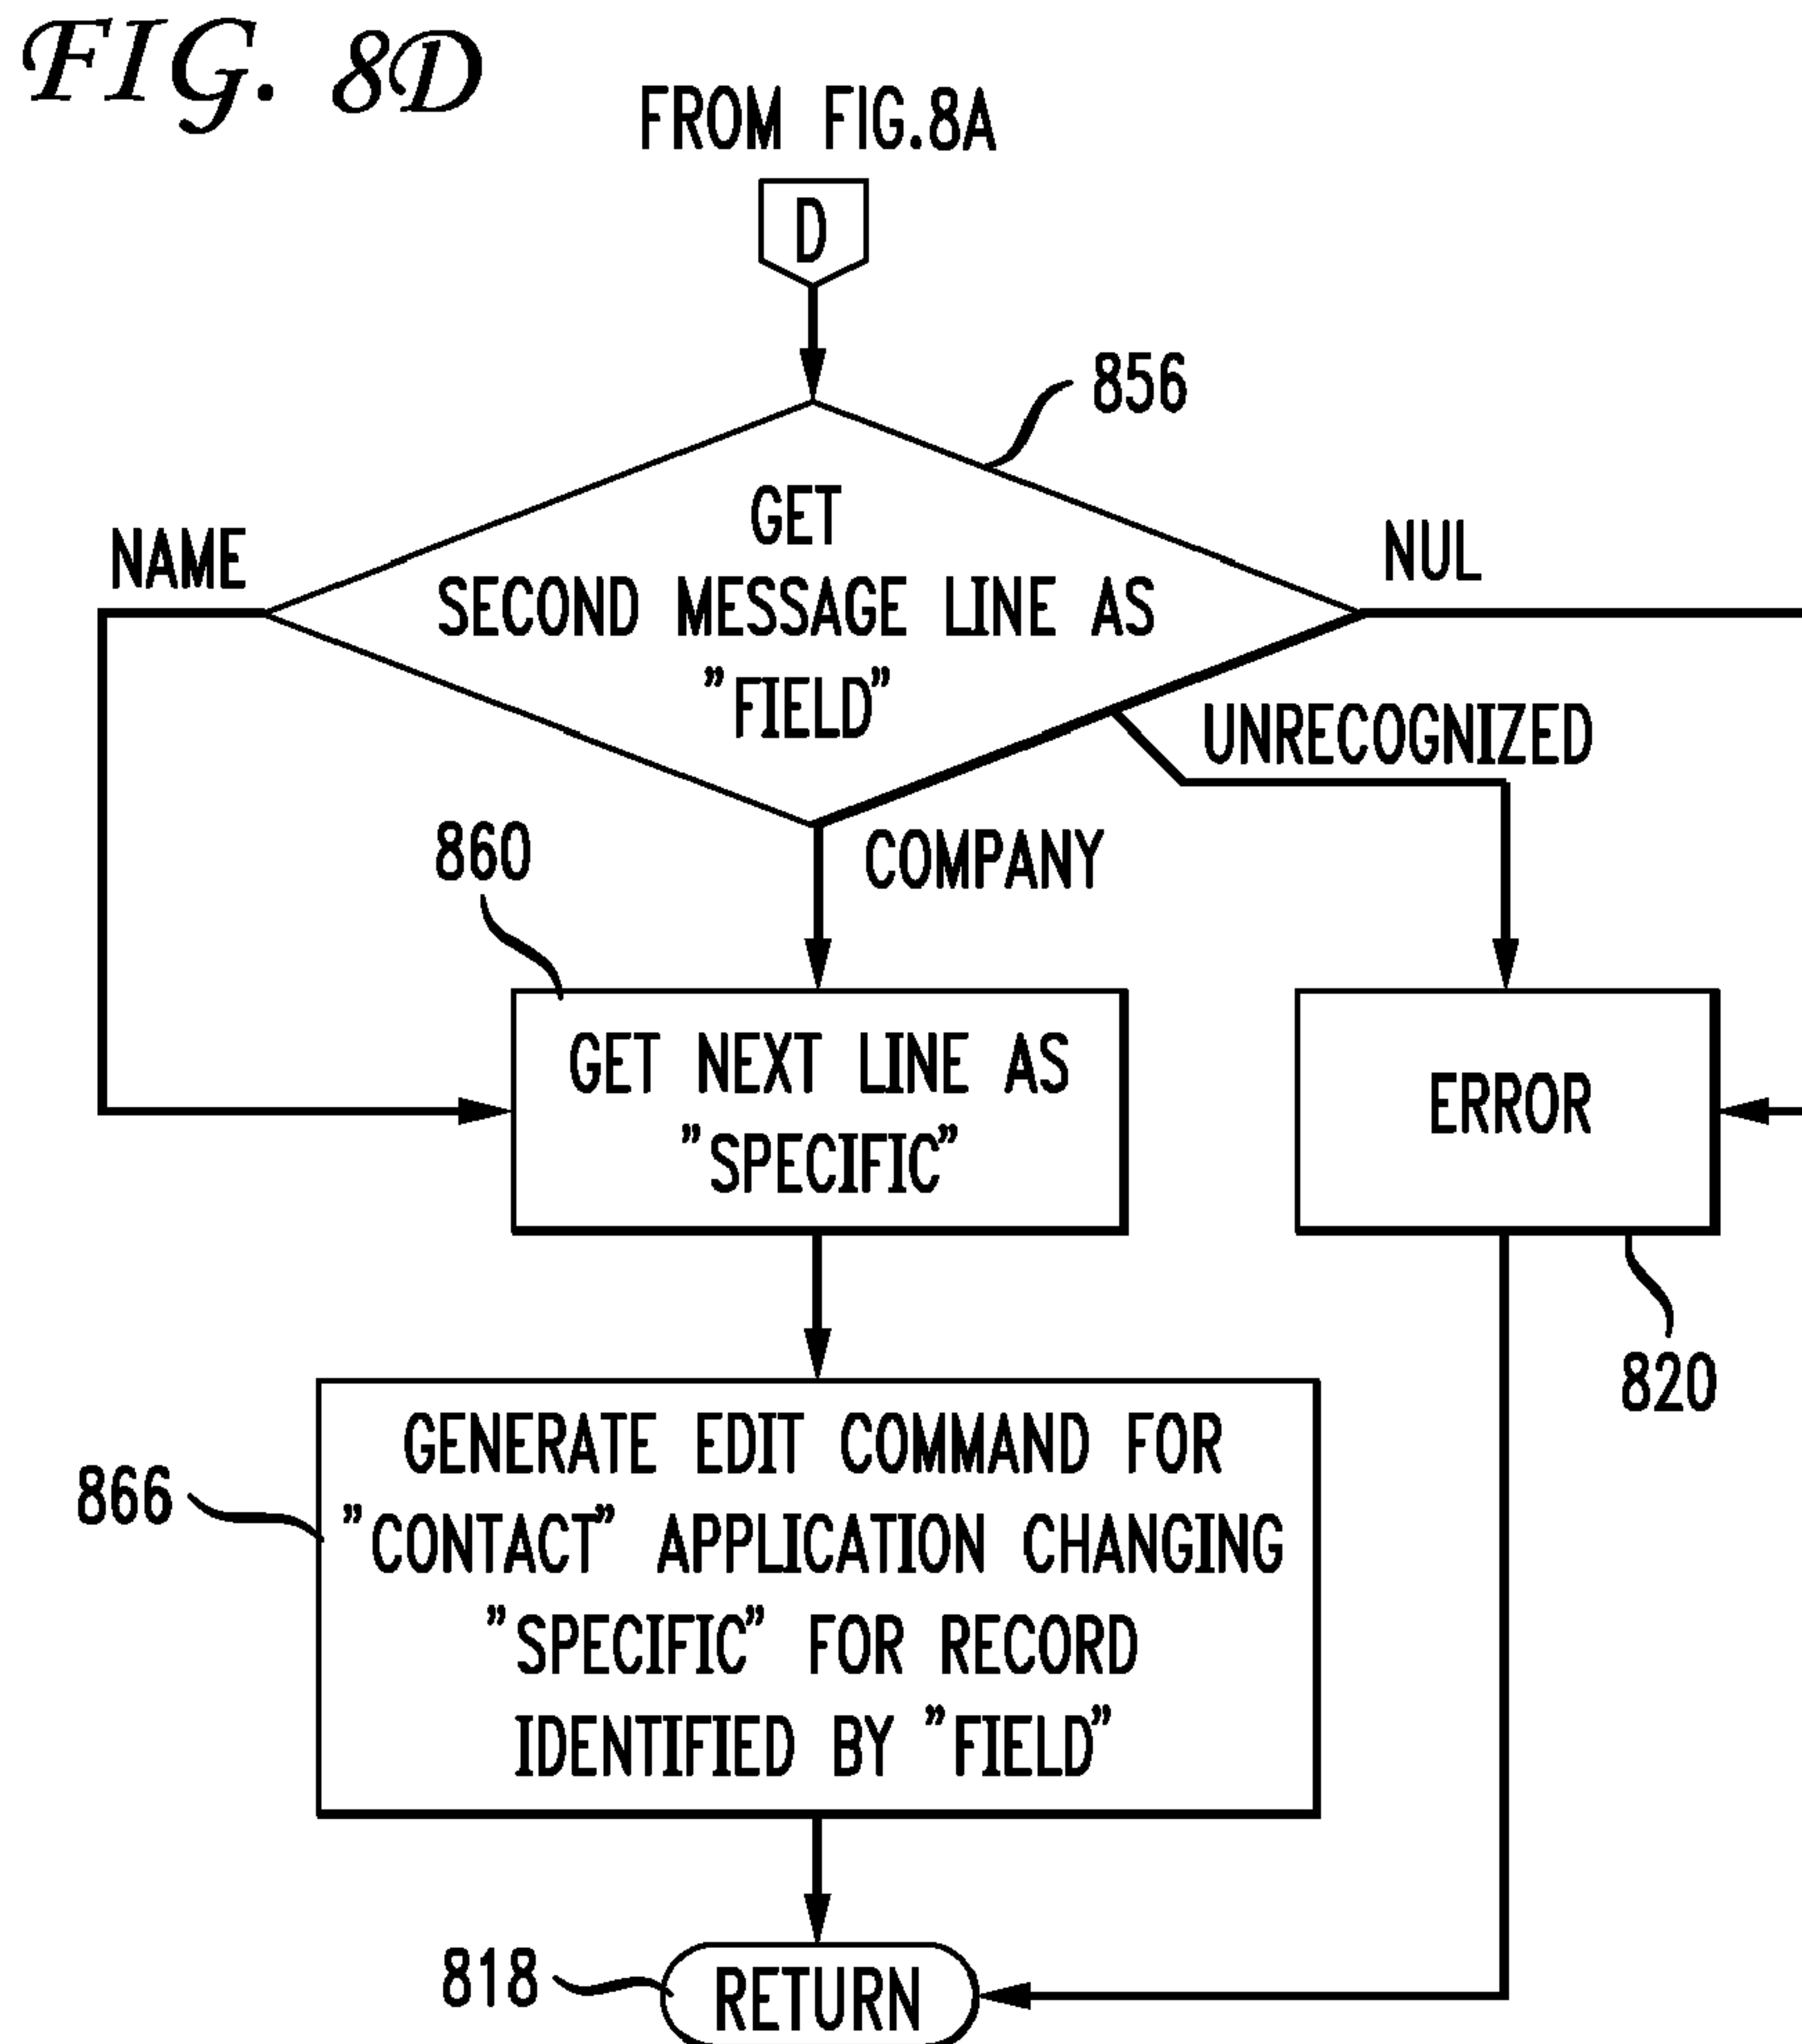 FIG. 8D
FROM FIG.8A
D
856
GET
SECOND MESSAGE LINE AS
"FIELD"
NAME
NUL
UNRECOGNIZED
COMPANY
860
GET NEXT LINE AS
"SPECIFIC"
ERROR
820
GENERATE EDIT COMMAND FOR
"CONTACT" APPLICATION CHANGING
"SPECIFIC" FOR RECORD
IDENTIFIED BY "FIELD"
866
818
RETURN